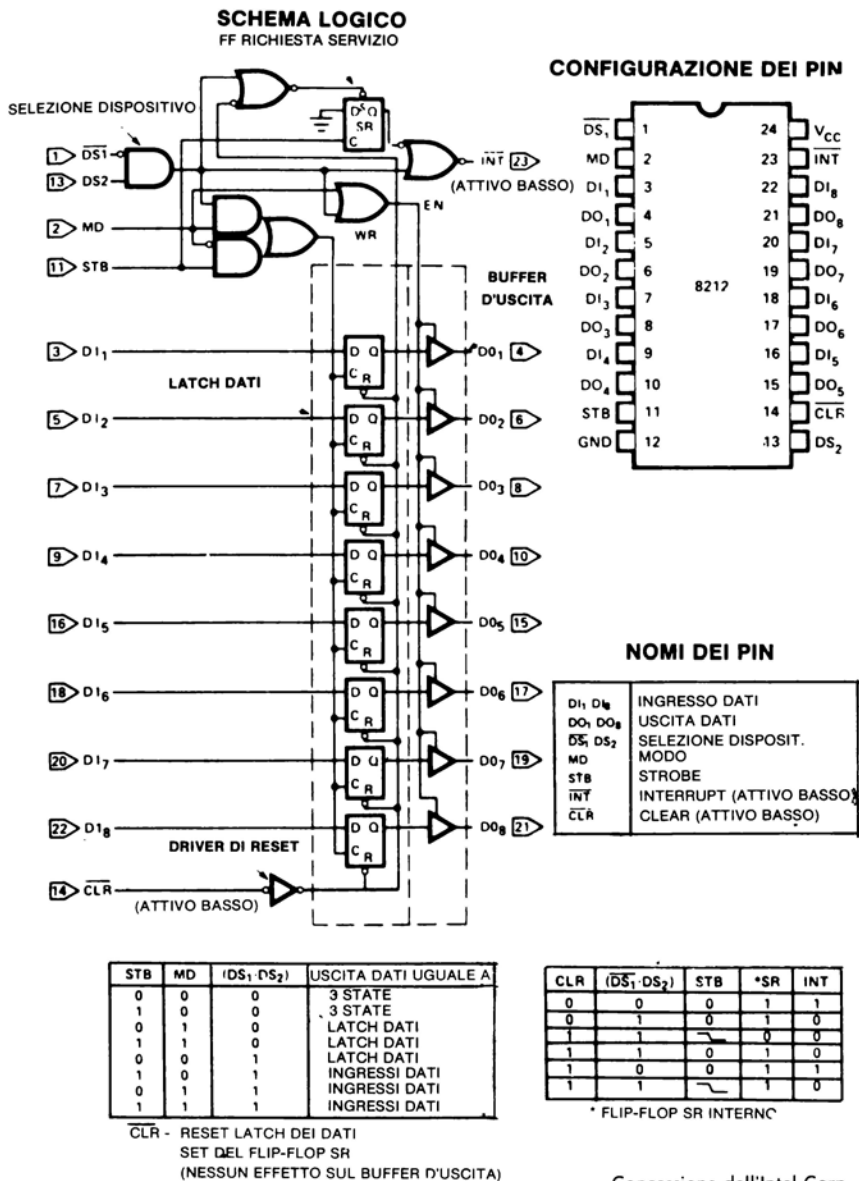 SCHEMA LOGICO
FF RICHIESTA SERVIZIO
SELEZIONE DISPOSITIVO
D S Q
SR
C
1 D̅S̅1̅
13 DS2
2 MD
11 STB
I̅N̅T̅ 23
(ATTIVO BASSO)
EN
WR
BUFFER
D'USCITA
LATCH DATI
3 DI₁ D Q C R DO₁ 4
5 DI₂ D Q C R DO₂ 6
7 DI₃ D Q C R DO₃ 8
9 DI₄ D Q C R DO₄ 10
16 DI₅ D Q C R DO₅ 15
18 DI₆ D Q C R DO₆ 17
20 DI₇ D Q C R DO₇ 19
22 DI₈ D Q C R DO₈ 21
DRIVER DI RESET
14 C̅L̅R̅
(ATTIVO BASSO)
CONFIGURAZIONE DEI PIN
D̅S̅₁ 1 24 V_CC
MD 2 23 I̅N̅T̅
DI₁ 3 22 DI₈
DO₁ 4 21 DO₈
DI₂ 5 20 DI₇
DO₂ 6 19 DO₇
8212
DI₃ 7 18 DI₆
DO₃ 8 17 DO₆
DI₄ 9 16 DI₅
DO₄ 10 15 DO₅
STB 11 14 C̅L̅R̅
GND 12 13 DS₂
NOMI DEI PIN
DI₁ DI₈ INGRESSO DATI
DO₁ DO₈ USCITA DATI
D̅S̅₁ DS₂ SELEZIONE DISPOSIT.
MD MODO
STB STROBE
I̅N̅T̅ INTERRUPT (ATTIVO BASSO)
C̅L̅R̅ CLEAR (ATTIVO BASSO)
STB MD (DS₁·DS₂) USCITA DATI UGUALE A
0 0 0 3 STATE
1 0 0 3 STATE
0 1 0 LATCH DATI
1 1 0 LATCH DATI
0 0 1 LATCH DATI
1 0 1 INGRESSI DATI
0 1 1 INGRESSI DATI
1 1 1 INGRESSI DATI
C̅L̅R̅ - RESET LATCH DEI DATI
SET DEL FLIP-FLOP SR
(NESSUN EFFETTO SUL BUFFER D'USCITA)
CLR (D̅S̅₁·DS₂) STB *SR INT
0 0 0 1 1
0 1 0 1 0
1 1 0 0
1 1 0 1 0
1 0 0 1 1
1 1 1 0
* FLIP-FLOP SR INTERNO